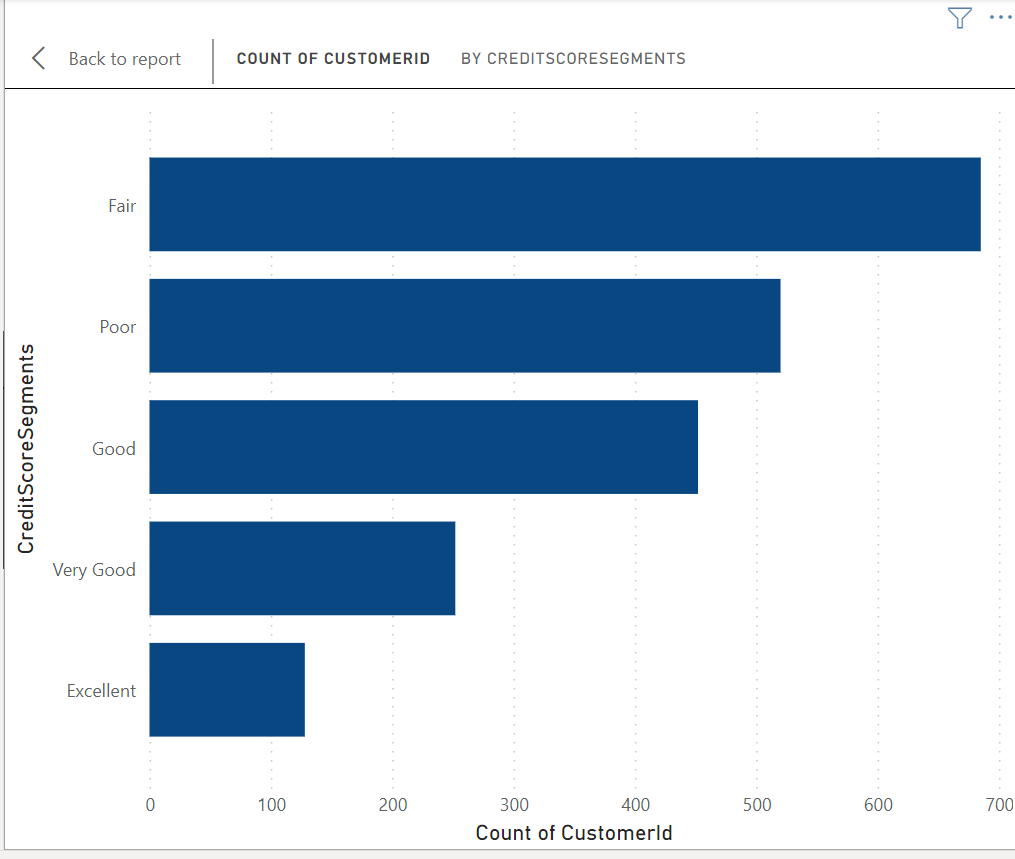 Back to report
COUNT OF CUSTOMERID
BY CREDITSCORESEGMENTS
CreditScoreSegments
Fair
Poor
Good
Very Good
Excellent
0 100 200 300 400 500 600 700
Count of CustomerId